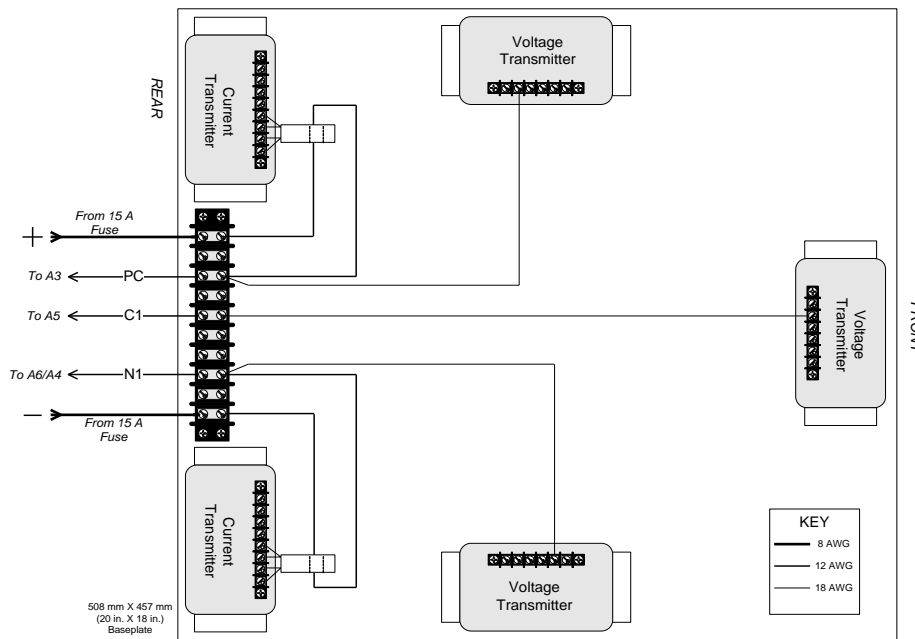 Voltage
Transmitter
Current
Transmitter
REAR
From 15 A
Fuse
+
To A3
PC
To A5
C1
To A6/A4
N1
−
From 15 A
Fuse
Voltage
Transmitter
Current
Transmitter
Voltage
Transmitter
508 mm X 457 mm
(20 in. X 18 in.)
Baseplate
KEY
8 AWG
12 AWG
18 AWG